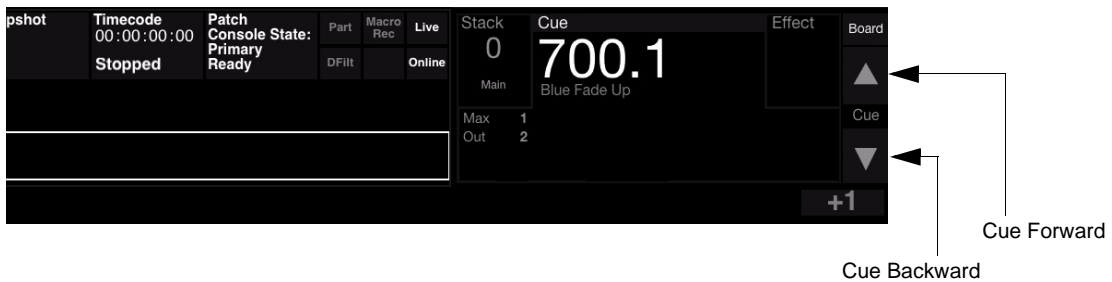 pshot
Timecode
00:00:00:00
Stopped
Patch
Console State:
Primary
Ready
Part
Macro
Rec
Live
DFilt
Online
Stack
0
Main
Cue
700.1
Blue Fade Up
Effect
Board
Max 1
Out 2
Cue
+1
Cue Forward
Cue Backward